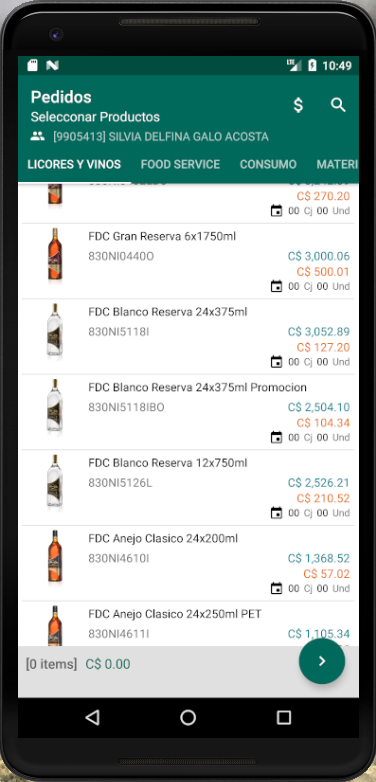 10:49
Pedidos
Selecconar Productos
[9905413] SILVIA DELFINA GALO ACOSTA
LICORES Y VINOS FOOD SERVICE CONSUMO MATERI
C$ 270.20
00 Cj 00 Und
FDC Gran Reserva 6x1750ml
830NI0440O C$ 3,000.06
C$ 500.01
00 Cj 00 Und
FDC Blanco Reserva 24x375ml
830NI5118I C$ 3,052.89
C$ 127.20
00 Cj 00 Und
FDC Blanco Reserva 24x375ml Promocion
830NI5118IBO C$ 2,504.10
C$ 104.34
00 Cj 00 Und
FDC Blanco Reserva 12x750ml
830NI5126L C$ 2,526.21
C$ 210.52
00 Cj 00 Und
FDC Anejo Clasico 24x200ml
830NI4610I C$ 1,368.52
C$ 57.02
00 Cj 00 Und
FDC Anejo Clasico 24x250ml PET
830NI4611I C$ 1,105.34
[0 items] C$ 0.00